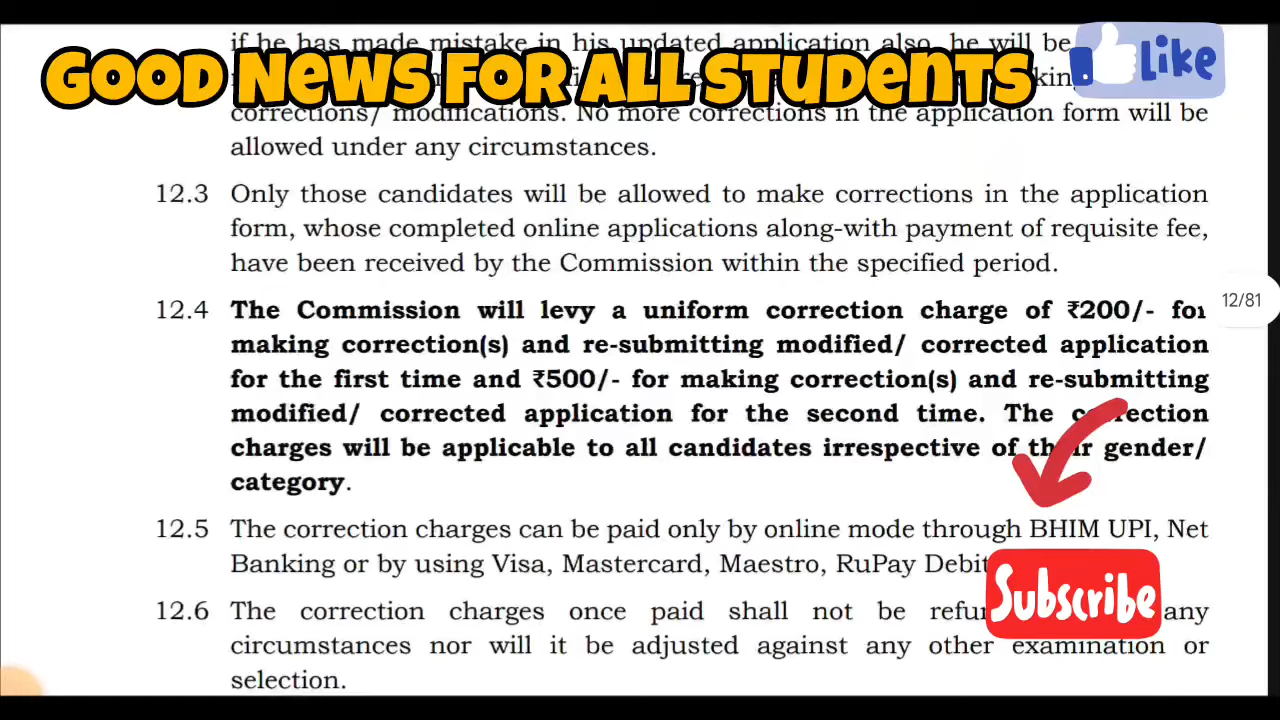 if he has made mistake in his updated application also, he will be
GOOD NEWS FOR ALL STUDENTS
Like
corrections/ modifications. No more corrections in the application form will be
allowed under any circumstances.
12.3 Only those candidates will be allowed to make corrections in the application
form, whose completed online applications along-with payment of requisite fee,
have been received by the Commission within the specified period.
12/81
12.4 The Commission will levy a uniform correction charge of ₹200/- for
making correction(s) and re-submitting modified/ corrected application
for the first time and ₹500/- for making correction(s) and re-submitting
modified/ corrected application for the second time. The correction
charges will be applicable to all candidates irrespective of their gender/
category.
12.5 The correction charges can be paid only by online mode through BHIM UPI, Net
Banking or by using Visa, Mastercard, Maestro, RuPay Debit
Subscribe
12.6 The correction charges once paid shall not be any
circumstances nor will it be adjusted against any other examination or
selection.